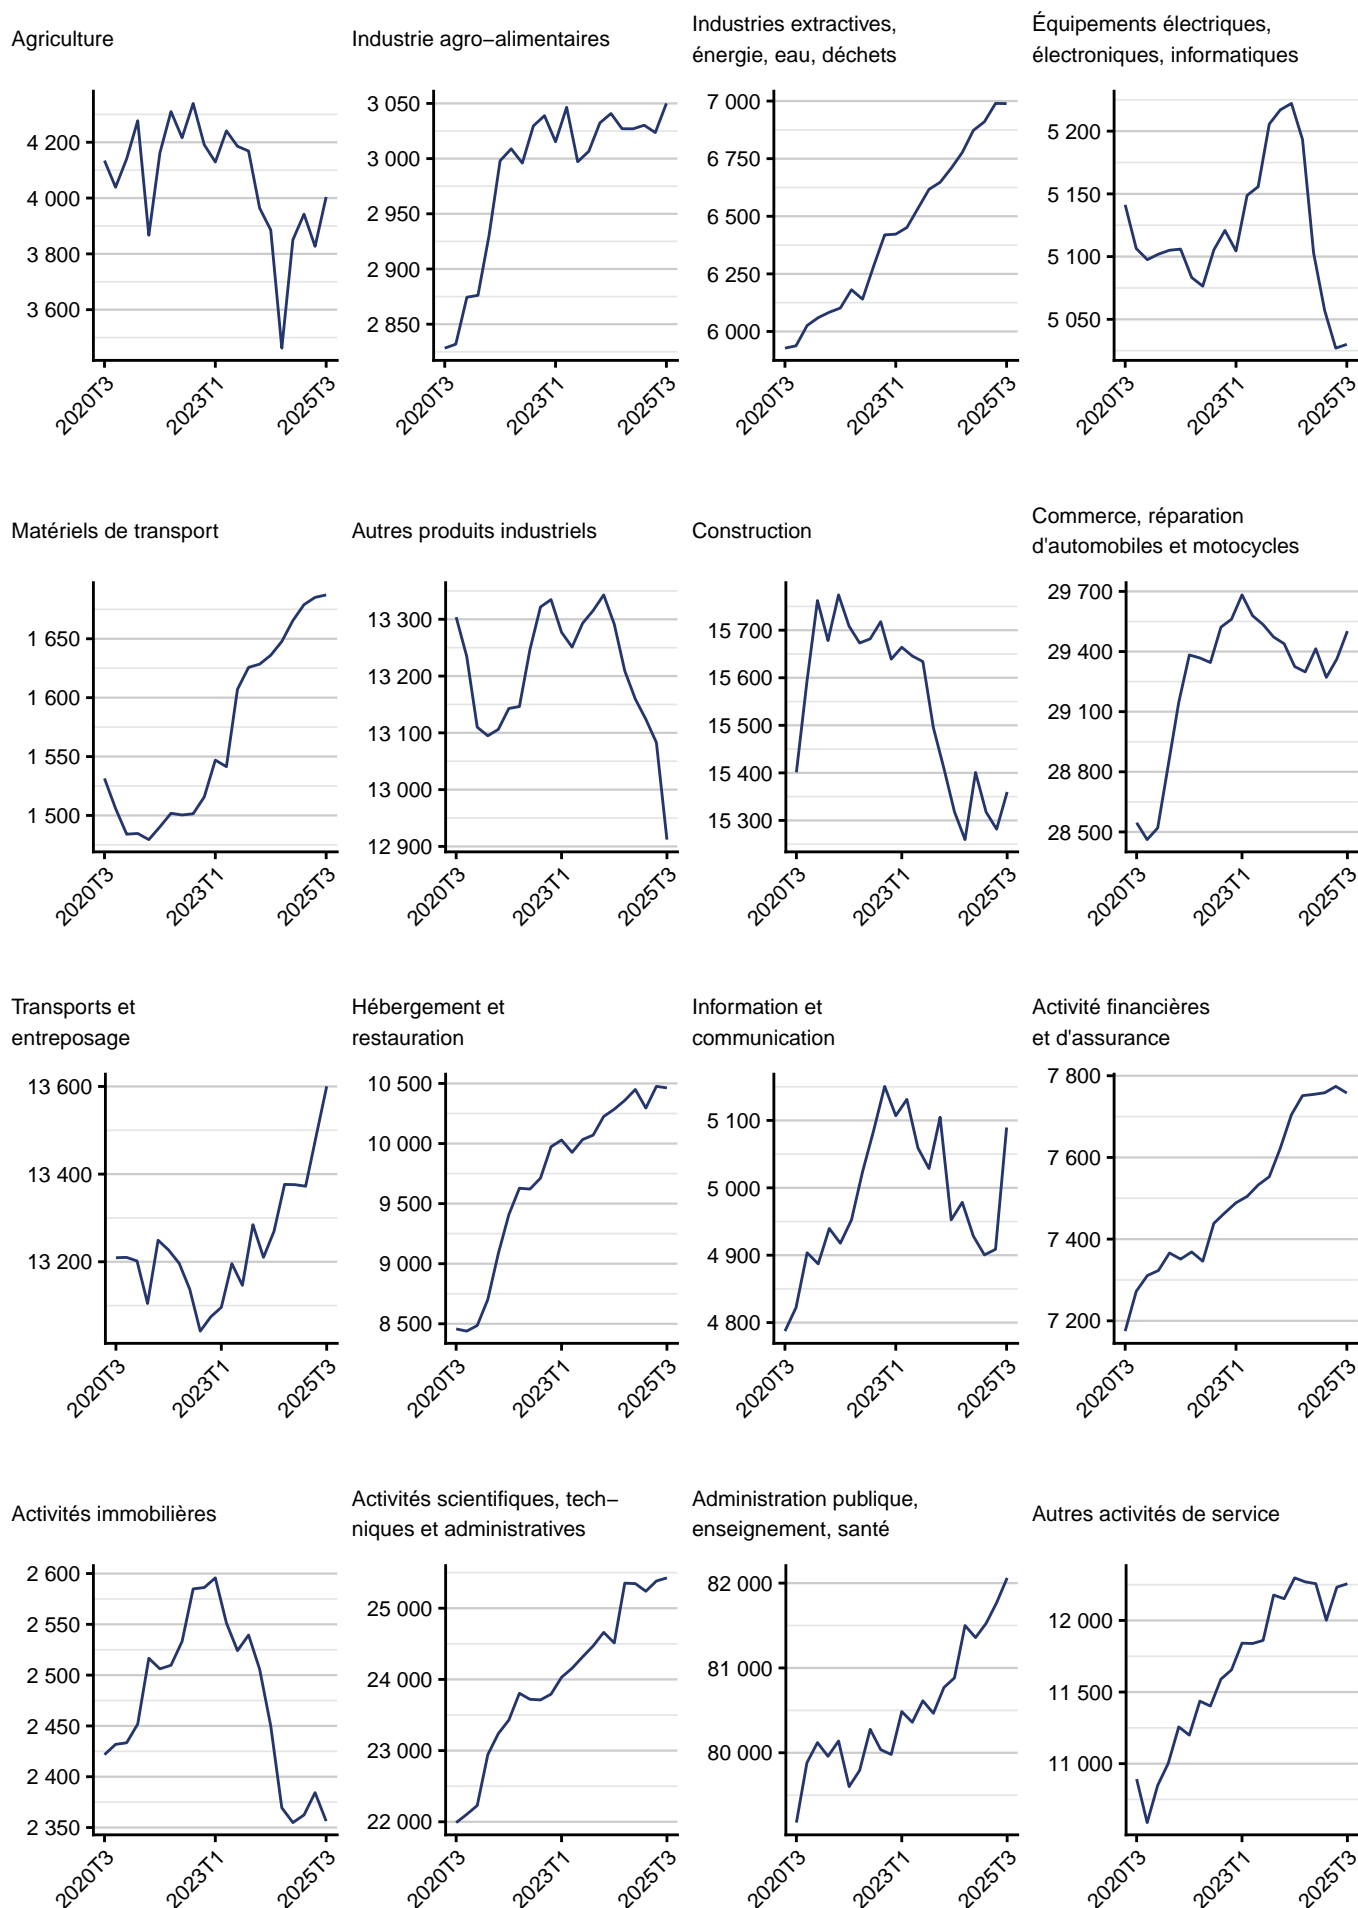 Agriculture
4 200
4 000
3 800
3 600
2020T3
2023T1
2025T3
Industrie agro−alimentaires
3 050
3 000
2 950
2 900
2 850
2020T3
2023T1
2025T3
Industries extractives,
énergie, eau, déchets
7 000
6 750
6 500
6 250
6 000
2020T3
2023T1
2025T3
Équipements électriques,
électroniques, informatiques
5 200
5 150
5 100
5 050
2020T3
2023T1
2025T3
Matériels de transport
1 650
1 600
1 550
1 500
2020T3
2023T1
2025T3
Autres produits industriels
13 300
13 200
13 100
13 000
12 900
2020T3
2023T1
2025T3
Construction
15 700
15 600
15 500
15 400
15 300
2020T3
2023T1
2025T3
Commerce, réparation
d'automobiles et motocycles
29 700
29 400
29 100
28 800
28 500
2020T3
2023T1
2025T3
Transports et
entreposage
13 600
13 400
13 200
2020T3
2023T1
2025T3
Hébergement et
restauration
10 500
10 000
9 500
9 000
8 500
2020T3
2023T1
2025T3
Information et
communication
5 100
5 000
4 900
4 800
2020T3
2023T1
2025T3
Activité financières
et d'assurance
7 800
7 600
7 400
7 200
2020T3
2023T1
2025T3
Activités immobilières
2 600
2 550
2 500
2 450
2 400
2 350
2020T3
2023T1
2025T3
Activités scientifiques, tech−
niques et administratives
25 000
24 000
23 000
22 000
2020T3
2023T1
2025T3
Administration publique,
enseignement, santé
82 000
81 000
80 000
2020T3
2023T1
2025T3
Autres activités de service
12 000
11 500
11 000
2020T3
2023T1
2025T3